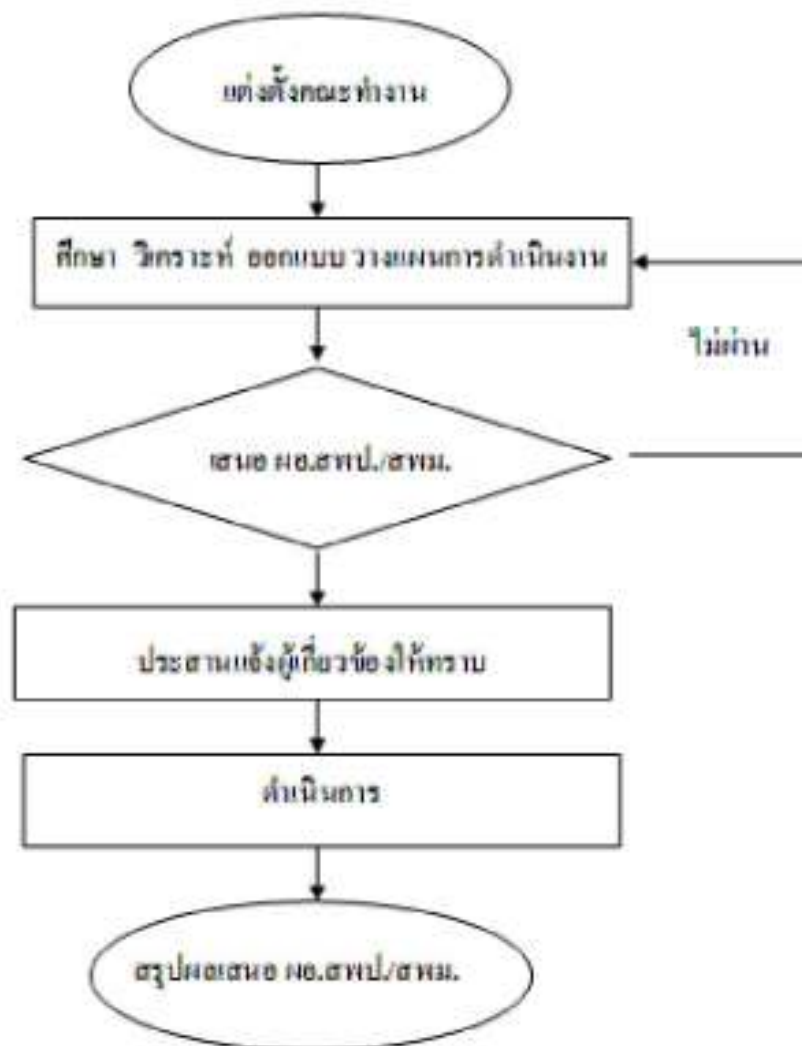 แต่งตั้งคณะทำงาน
ศึกษา วิเคราะห์ ออกแบบ วางแผนการดำเนินงาน
ไม่ผ่าน
เสนอ ผอ.สพป./สพม.
ประสานแจ้งผู้เกี่ยวข้องให้ทราบ
ดำเนินการ
สรุปผลเสนอ ผอ.สพป./สพม.